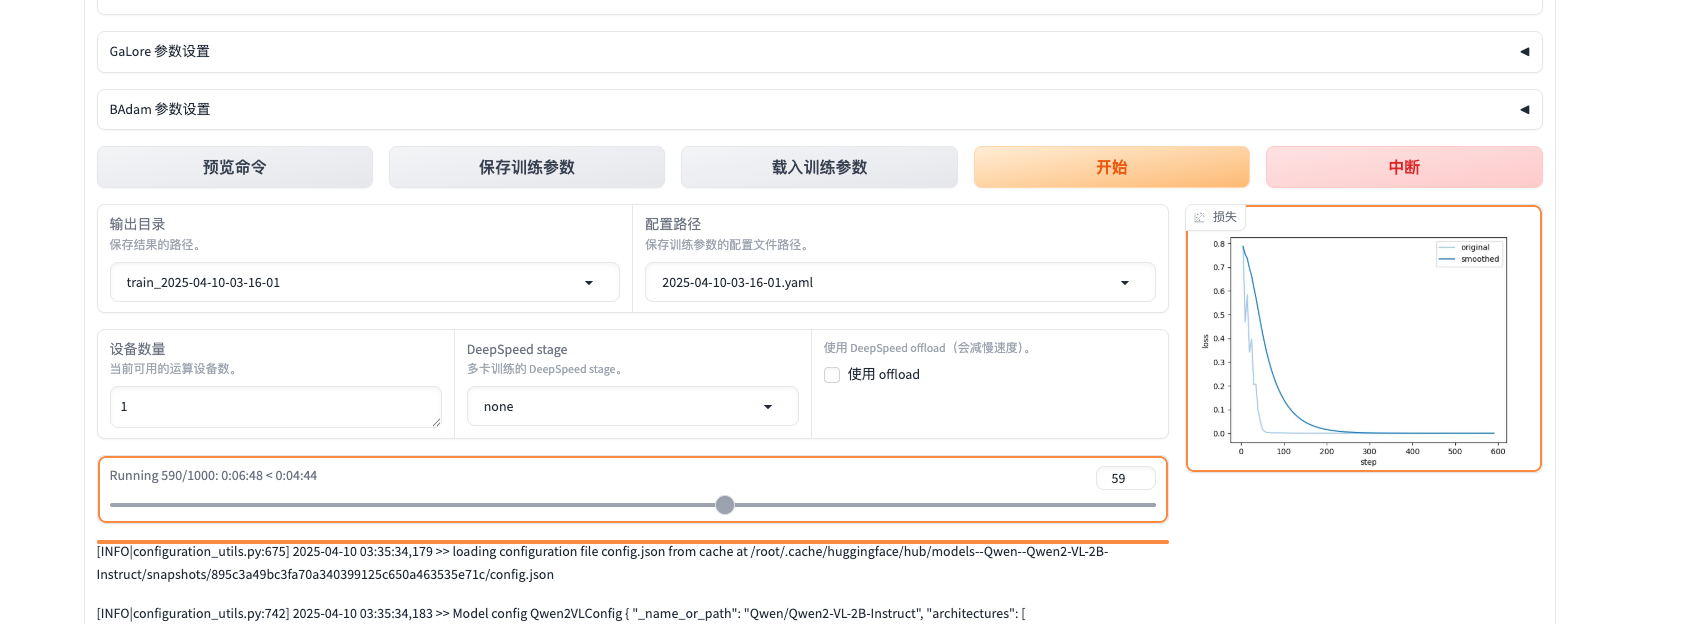 GaLore 参数设置
BAdam 参数设置
预览命令
保存训练参数
载入训练参数
开始
中断
输出目录
保存结果的路径。
train_2025-04-10-03-16-01
配置路径
保存训练参数的配置文件路径。
2025-04-10-03-16-01.yaml
设备数量
当前可用的运算设备数。
1
DeepSpeed stage
多卡训练的 DeepSpeed stage。
none
使用 DeepSpeed offload（会减慢速度）。
使用 offload
损失
original
smoothed
loss
0.8
0.7
0.6
0.5
0.4
0.3
0.2
0.1
0.0
0
100
200
300
400
500
600
step
Running 590/1000: 0:06:48 < 0:04:44
59
[INFO|configuration_utils.py:675] 2025-04-10 03:35:34,179 >> loading configuration file config.json from cache at /root/.cache/huggingface/hub/models--Qwen--Qwen2-VL-2B-
Instruct/snapshots/895c3a49bc3fa70a340399125c650a463535e71c/config.json
[INFO|configuration_utils.py:742] 2025-04-10 03:35:34,183 >> Model config Qwen2VLConfig { "_name_or_path": "Qwen/Qwen2-VL-2B-Instruct", "architectures": [